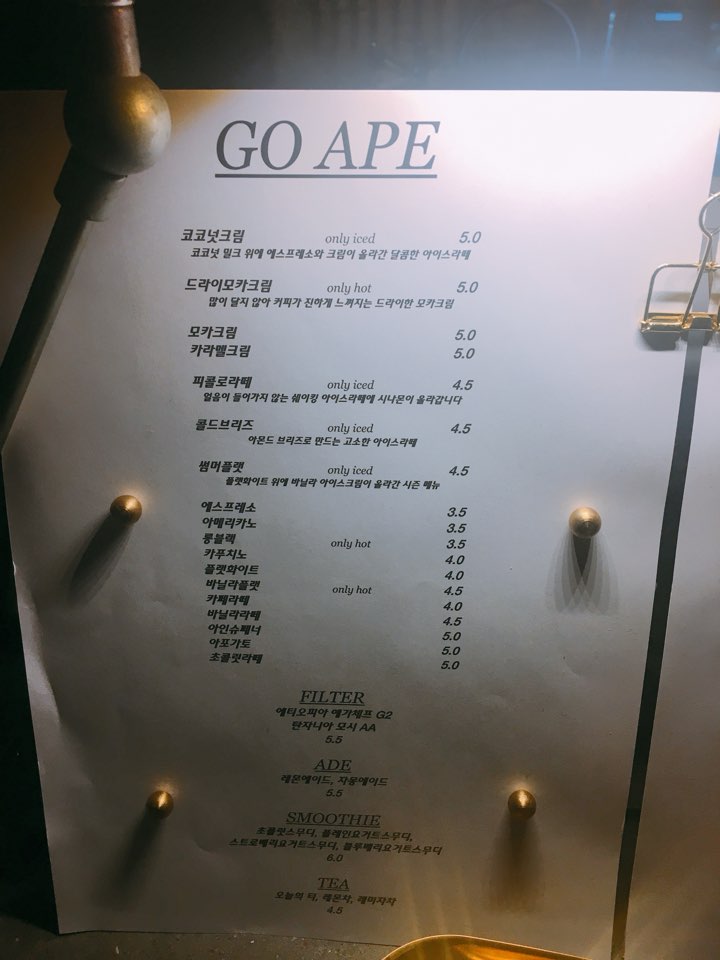 GO APE
코코넛크림 only iced 5.0
코코넛 밀크 위에 에스프레소와 크림이 올라간 달콤한 아이스라떼
드라이모카크림 only hot 5.0
많이 달지 않아 커피가 진하게 느껴지는 드라이한 모카크림
모카크림 5.0
카라멜크림 5.0
피콜로라떼 only iced 4.5
얼음이 들어가지 않는 쉐이킹 아이스라떼에 시나몬이 올라갑니다
콜드브리즈 only iced 4.5
아몬드 브리즈로 만드는 고소한 아이스라떼
썸머플랫 only iced 4.5
플랫화이트 위에 바닐라 아이스크림이 올라간 시즌 메뉴
에스프레소 3.5
아메리카노 3.5
롱블랙 only hot 3.5
카푸치노 4.0
플랫화이트 4.0
바닐라플랫 only hot 4.5
카페라떼 4.0
바닐라라떼 4.5
아인슈페너 5.0
아포가토 5.0
초콜릿라떼 5.0
FILTER
에티오피아 예가체프 G2
탄자니아 모시 AA
5.5
ADE
레몬에이드, 자몽에이드
5.5
SMOOTHIE
초콜릿스무디, 플레인요거트스무디,
스트로베리요거트스무디, 블루베리요거트스무디
6.0
TEA
오늘의 티, 레몬차, 레미자차
4.5